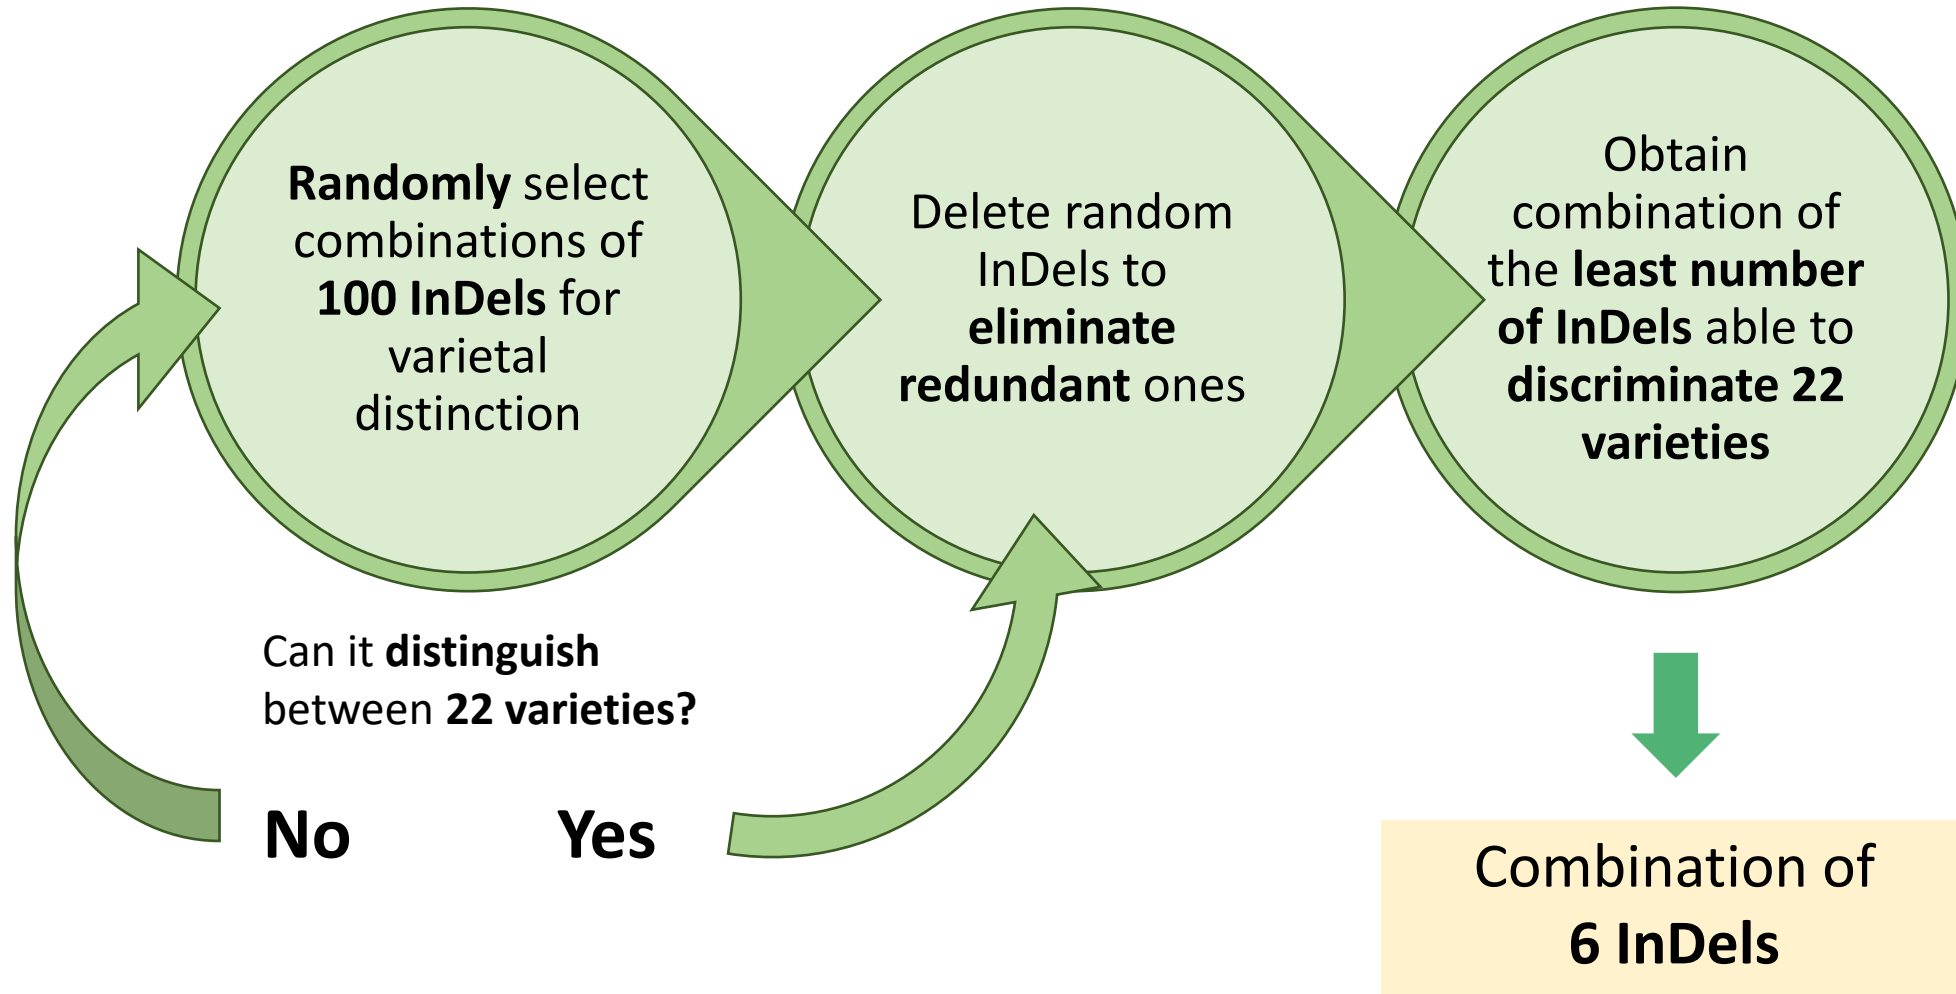 Randomly select
combinations of
100 InDels for
varietal
distinction
Delete random
InDels to
eliminate
redundant ones
Obtain
combination of
the least number
of InDels able to
discriminate 22
varieties
Can it distinguish
between 22 varieties?
No
Yes
Combination of
6 InDels